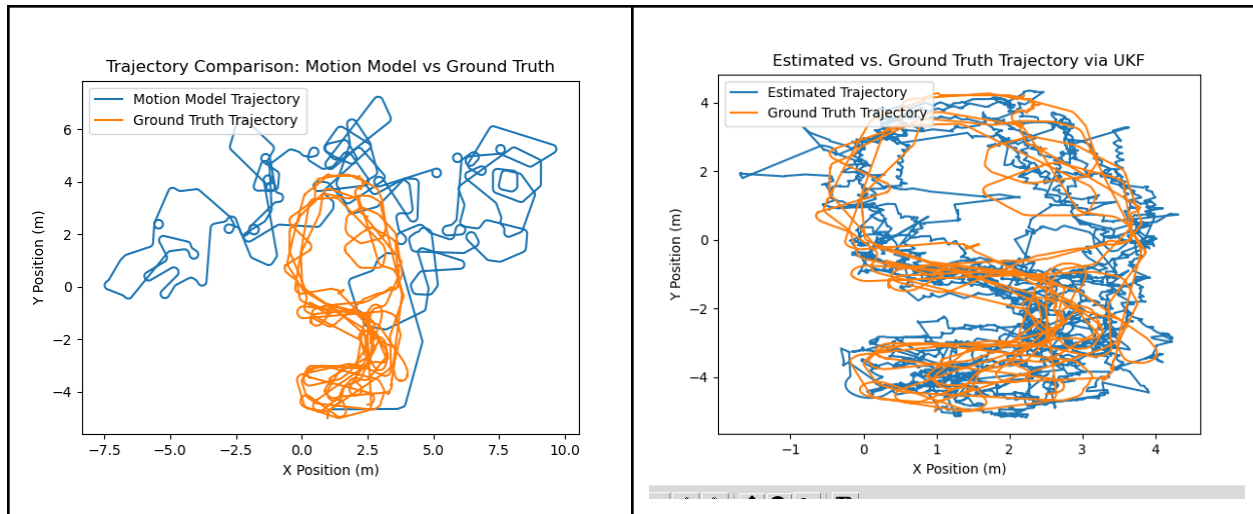 Trajectory Comparison: Motion Model vs Ground Truth
Motion Model Trajectory
Ground Truth Trajectory
Y Position (m)
6
4
2
0
−2
−4
−7.5 −5.0 −2.5 0.0 2.5 5.0 7.5 10.0
X Position (m)
Estimated vs. Ground Truth Trajectory via UKF
Estimated Trajectory
Ground Truth Trajectory
Y Position (m)
4
2
0
−2
−4
−1 0 1 2 3 4
X Position (m)